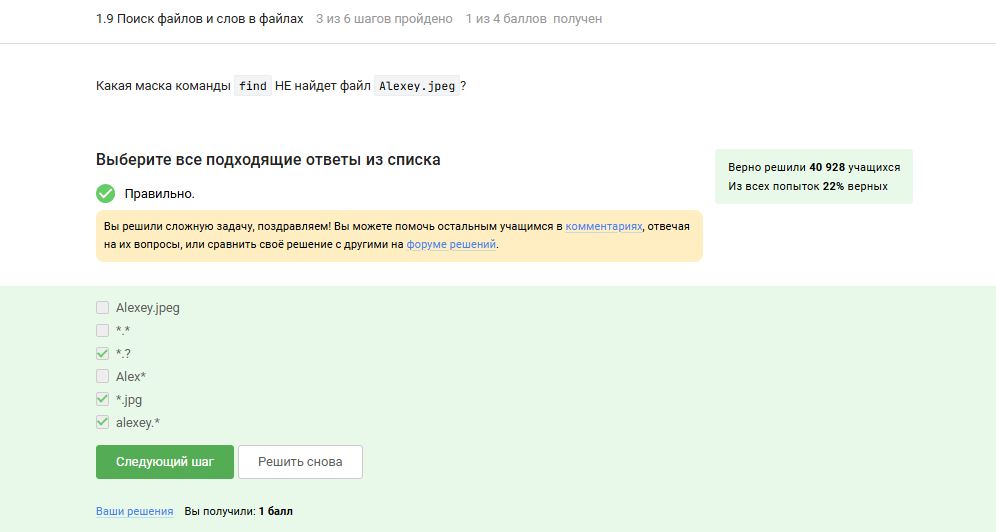 1.9 Поиск файлов и слов в файлах 3 из 6 шагов пройдено 1 из 4 баллов получен
Какая маска команды find НЕ найдет файл Alexey.jpeg?
Выберите все подходящие ответы из списка
Правильно.
Вы решили сложную задачу, поздравляем! Вы можете помочь остальным учащимся в комментариях, отвечая
на их вопросы, или сравнить своё решение с другими на форуме решений.
Верно решили 40 928 учащихся
Из всех попыток 22% верных
Alexey.jpeg
*.*
*.?
Alex*
*.jpg
alexey.*
Следующий шаг Решить снова
Ваши решения Вы получили: 1 балл